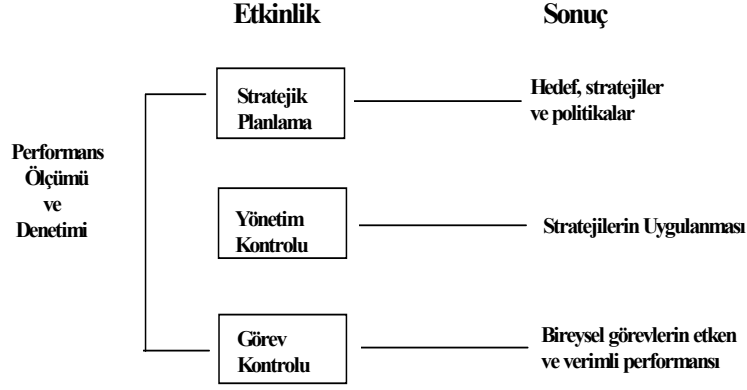 Etkinlik Sonuç
Stratejik
Planlama
Hedef, stratejiler
ve politikalar
Performans
Ölçümü
ve
Denetimi
Yönetim
Kontrolu
Stratejilerin Uygulanması
Görev
Kontrolu
Bireysel görevlerin etken
ve verimli performansı